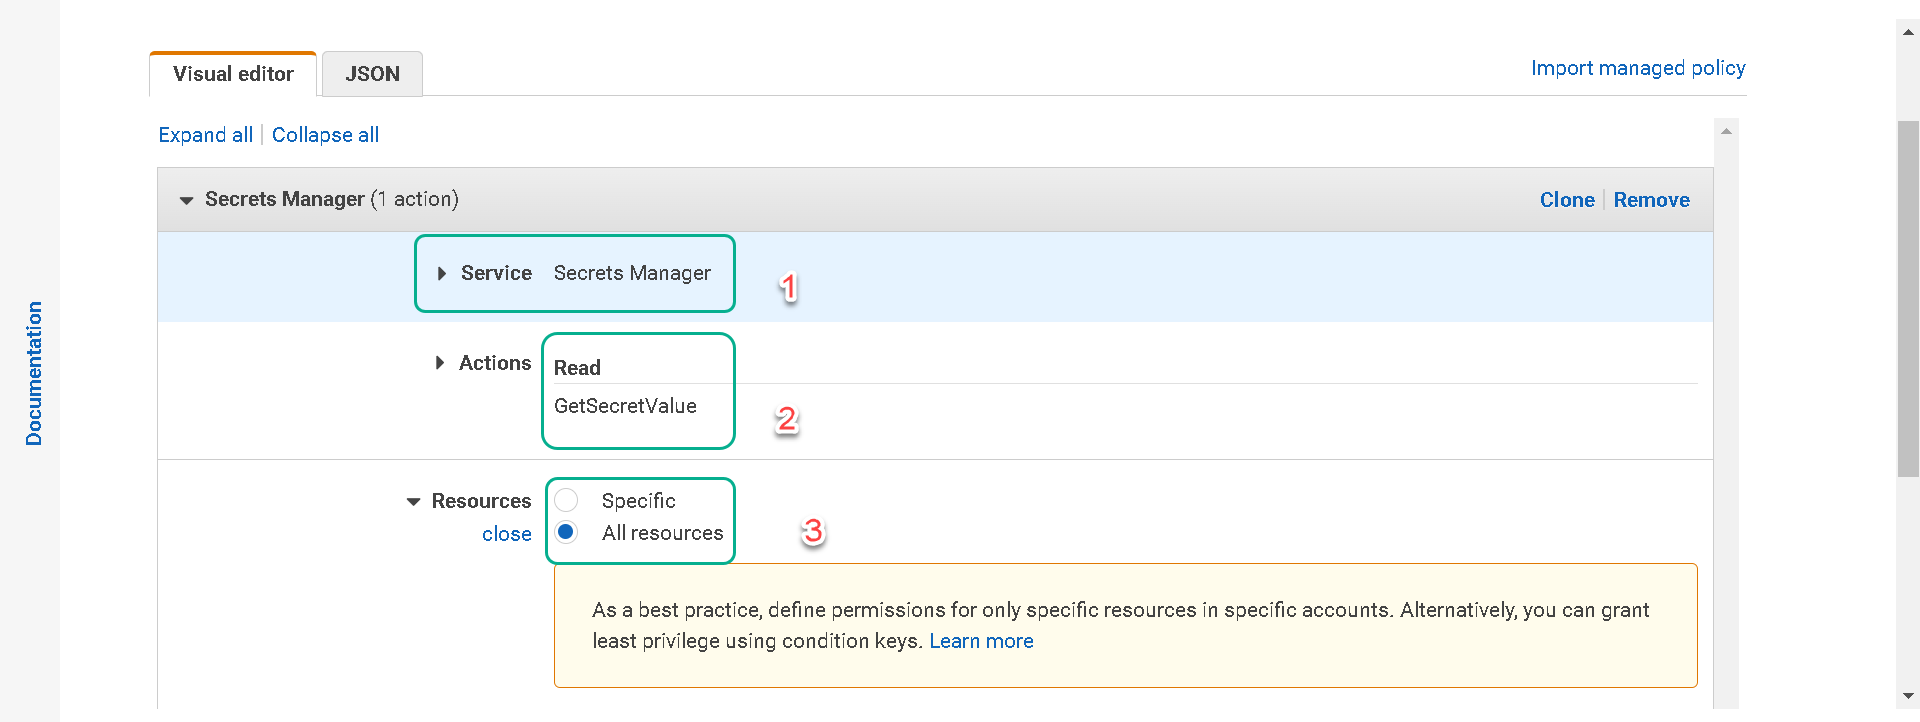 Visual editor
JSON
Import managed policy
Expand all
Collapse all
Secrets Manager (1 action)
Clone
Remove
Service Secrets Manager
1
Actions
Read
GetSecretValue
2
Resources
Specific
close
All resources
3
As a best practice, define permissions for only specific resources in specific accounts. Alternatively, you can grant
least privilege using condition keys. Learn more
Documentation